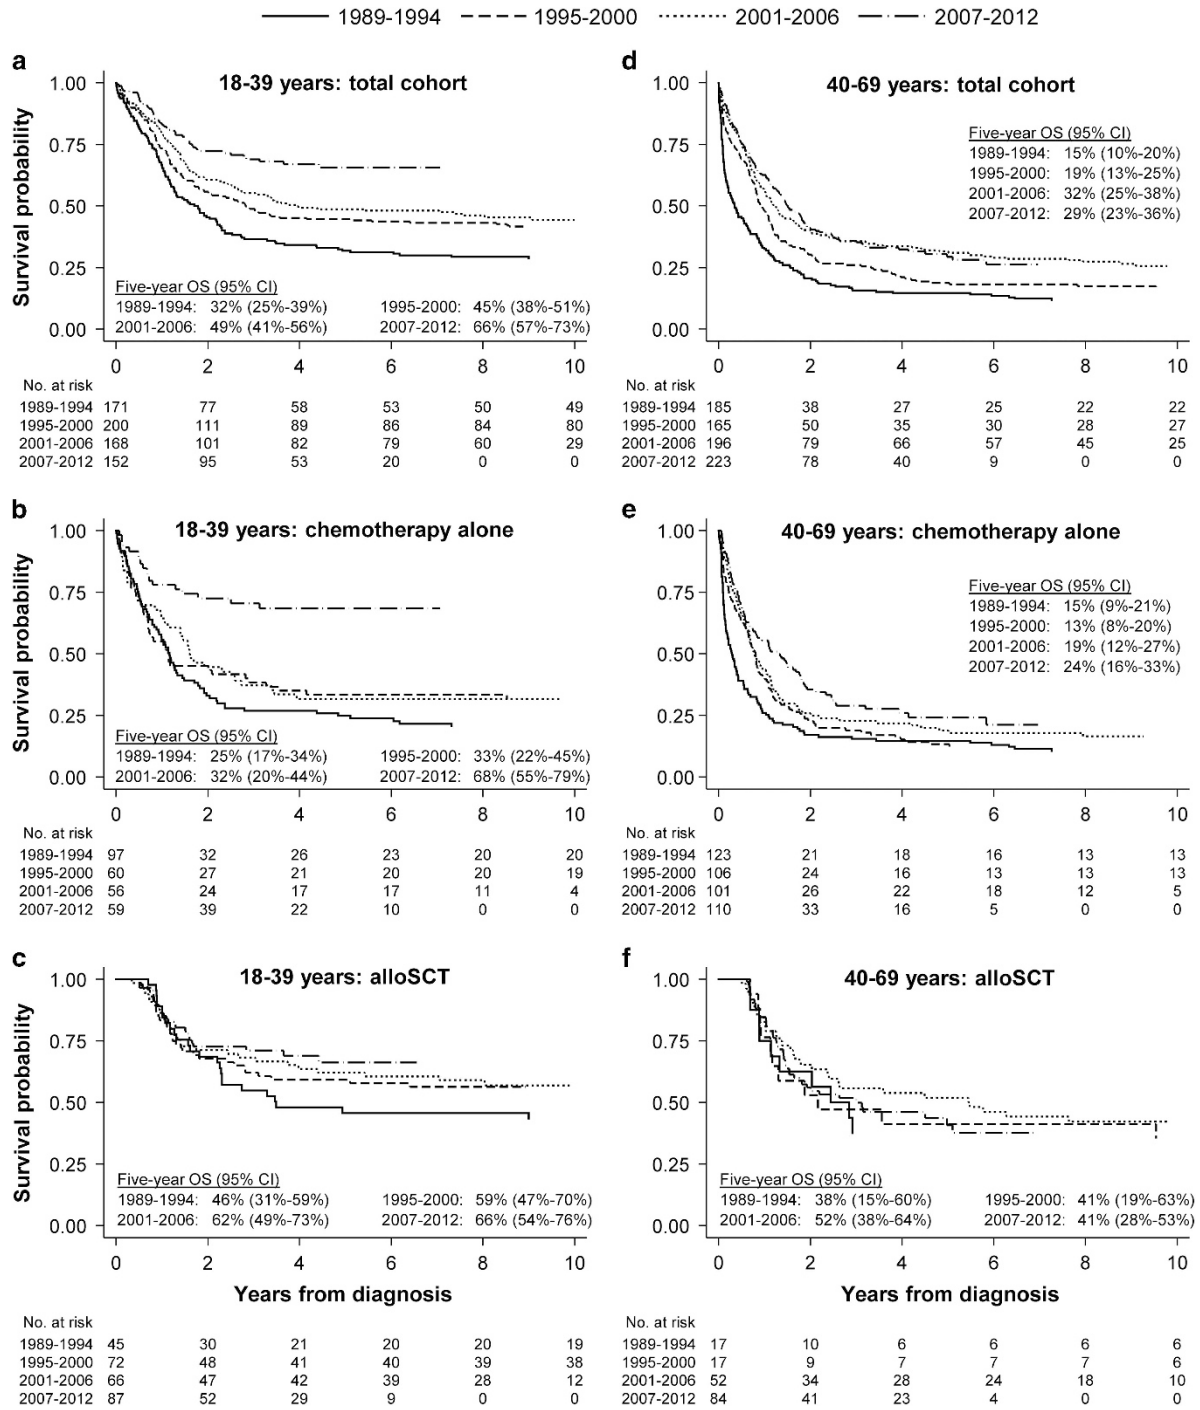 1989-1994 1995-2000 2001-2006 2007-2012
a
18-39 years: total cohort
Survival probability
1.00
0.75
0.50
0.25
0.00
Five-year OS (95% CI)
1989-1994: 32% (25%-39%) 1995-2000: 45% (38%-51%)
2001-2006: 49% (41%-56%) 2007-2012: 66% (57%-73%)
0 2 4 6 8 10
No. at risk
1989-1994 171 77 58 53 50 49
1995-2000 200 111 89 86 84 80
2001-2006 168 101 82 79 60 29
2007-2012 152 95 53 20 0 0
d
40-69 years: total cohort
1.00
0.75
0.50
0.25
0.00
Five-year OS (95% CI)
1989-1994: 15% (10%-20%)
1995-2000: 19% (13%-25%)
2001-2006: 32% (25%-38%)
2007-2012: 29% (23%-36%)
0 2 4 6 8 10
No. at risk
1989-1994 185 38 27 25 22 22
1995-2000 165 50 35 30 28 27
2001-2006 196 79 66 57 45 25
2007-2012 223 78 40 9 0 0
b
18-39 years: chemotherapy alone
Survival probability
1.00
0.75
0.50
0.25
0.00
Five-year OS (95% CI)
1989-1994: 25% (17%-34%) 1995-2000: 33% (22%-45%)
2001-2006: 32% (20%-44%) 2007-2012: 68% (55%-79%)
0 2 4 6 8 10
No. at risk
1989-1994 97 32 26 23 20 20
1995-2000 60 27 21 20 20 19
2001-2006 56 24 17 17 11 4
2007-2012 59 39 22 10 0 0
e
40-69 years: chemotherapy alone
1.00
0.75
0.50
0.25
0.00
Five-year OS (95% CI)
1989-1994: 15% (9%-21%)
1995-2000: 13% (8%-20%)
2001-2006: 19% (12%-27%)
2007-2012: 24% (16%-33%)
0 2 4 6 8 10
No. at risk
1989-1994 123 21 18 16 13 13
1995-2000 106 24 16 13 13 13
2001-2006 101 26 22 18 12 5
2007-2012 110 33 16 5 0 0
c
18-39 years: alloSCT
Survival probability
1.00
0.75
0.50
0.25
0.00
Five-year OS (95% CI)
1989-1994: 46% (31%-59%) 1995-2000: 59% (47%-70%)
2001-2006: 62% (49%-73%) 2007-2012: 66% (54%-76%)
0 2 4 6 8 10
Years from diagnosis
No. at risk
1989-1994 45 30 21 20 20 19
1995-2000 72 48 41 40 39 38
2001-2006 66 47 42 39 28 12
2007-2012 87 52 29 9 0 0
f
40-69 years: alloSCT
1.00
0.75
0.50
0.25
0.00
Five-year OS (95% CI)
1989-1994: 38% (15%-60%) 1995-2000: 41% (19%-63%)
2001-2006: 52% (38%-64%) 2007-2012: 41% (28%-53%)
0 2 4 6 8 10
Years from diagnosis
No. at risk
1989-1994 17 10 6 6 6 6
1995-2000 17 9 7 7 7 6
2001-2006 52 34 28 24 18 10
2007-2012 84 41 23 4 0 0